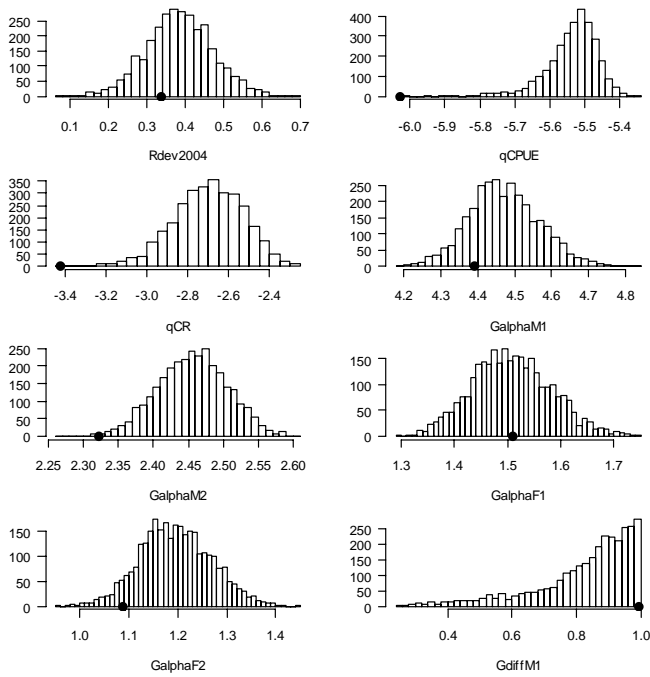 250
200
150
100
50
0
0.1 0.2 0.3 0.4 0.5 0.6 0.7
Rdev2004
400
300
200
100
0
-6.0 -5.9 -5.8 -5.7 -5.6 -5.5 -5.4
qCPUE
350
300
250
200
150
100
50
0
-3.4 -3.2 -3.0 -2.8 -2.6 -2.4
qCR
250
200
150
100
50
0
4.2 4.3 4.4 4.5 4.6 4.7 4.8
GalphaM1
250
200
150
100
50
0
2.25 2.30 2.35 2.40 2.45 2.50 2.55 2.60
GalphaM2
150
100
50
0
1.3 1.4 1.5 1.6 1.7
GalphaF1
150
100
50
0
1.0 1.1 1.2 1.3 1.4
GalphaF2
250
200
150
100
50
0
0.4 0.6 0.8 1.0
GdiffM1